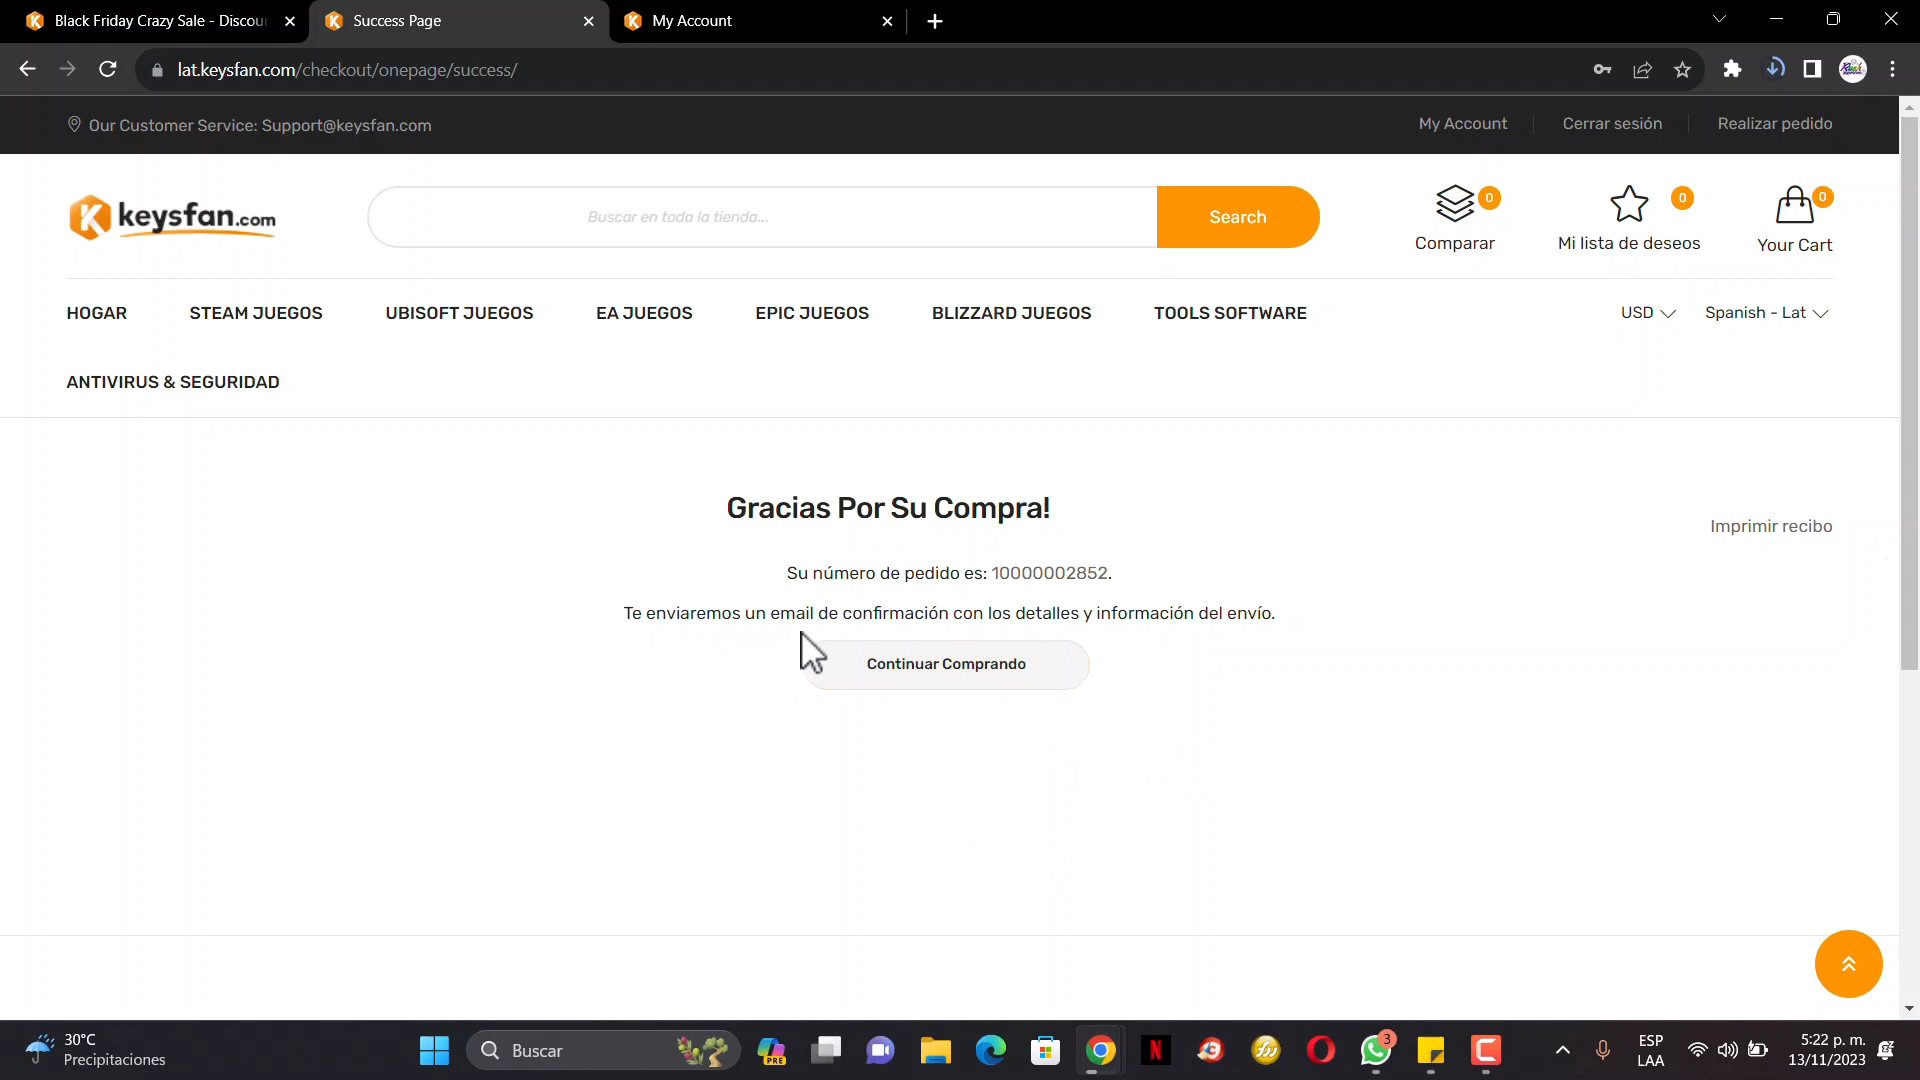 Black Friday Crazy Sale - Discou
Success Page
My Account
lat.keysfan.com/checkout/onepage/success/
Our Customer Service: Support@keysfan.com
My Account
Cerrar sesión
Realizar pedido
keysfan.com
Buscar en toda la tienda...
Search
0
Comparar
0
Mi lista de deseos
0
Your Cart
HOGAR
STEAM JUEGOS
UBISOFT JUEGOS
EA JUEGOS
EPIC JUEGOS
BLIZZARD JUEGOS
TOOLS SOFTWARE
USD
Spanish - Lat
ANTIVIRUS & SEGURIDAD
Gracias Por Su Compra!
Imprimir recibo
Su número de pedido es: 10000002852.
Te enviaremos un email de confirmación con los detalles y información del envío.
Continuar Comprando
30°C
Precipitaciones
Buscar
PRE
3
ESP
LAA
5:22 p. m.
13/11/2023